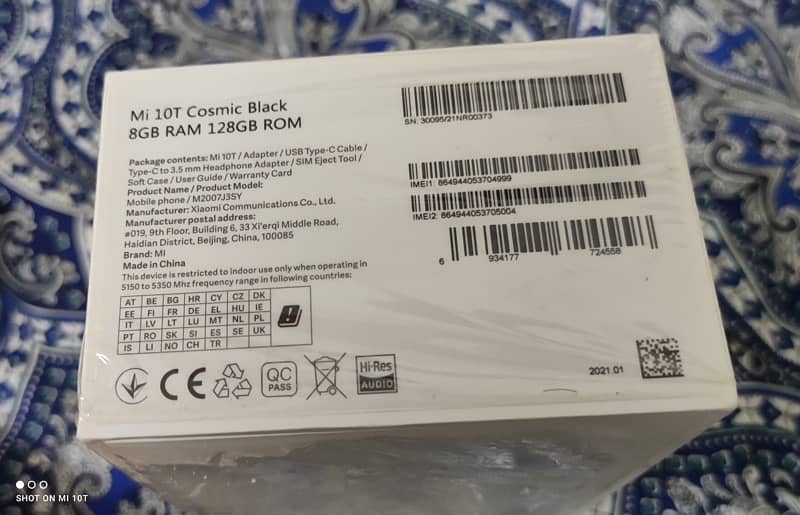 Mi 10T Cosmic Black
8GB RAM 128GB ROM
Package contents: Mi 10T / Adapter / USB Type-C Cable /
Type-C to 3.5 mm Headphone Adapter / SIM Eject Tool /
Soft Case / User Guide / Warranty Card
Product Name / Product Model:
Mobile phone / M2007J3SY
Manufacturer: Xiaomi Communications Co., Ltd.
Manufacturer postal address:
#019, 9th Floor, Building 6, 33 Xi'erqi Middle Road,
Haidian District, Beijing, China, 100085
Brand: MI
Made in China
This device is restricted to indoor use only when operating in
5150 to 5350 Mhz frequency range in following countries:
AT BE BG HR CY CZ DK
EE FI FR DE EL HU IE
IT LV LT LU MT NL PL
PT RO SK SI ES SE UK
IS LI NO CH TR
CE
QC
PASS
Hi-Res
AUDIO
SN: 30095/21NR00373
IMEI1: 864944053704999
IMEI2: 864944053705004
6 934177 724558
2021.01
SHOT ON MI 10T